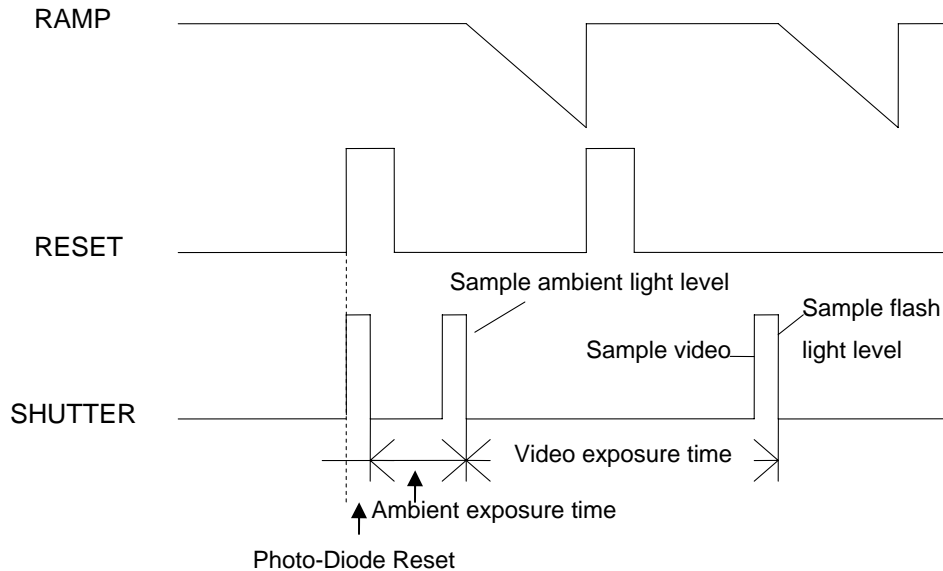 RAMP
RESET
Sample ambient light level
Sample flash
Sample video
light level
SHUTTER
Video exposure time
Ambient exposure time
Photo-Diode Reset